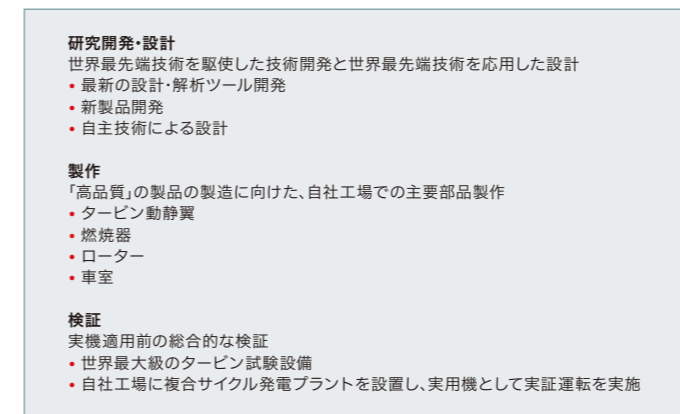 研究開発・設計
世界最先端技術を駆使した技術開発と世界最先端技術を応用した設計
• 最新の設計・解析ツール開発
• 新製品開発
• 自主技術による設計
製作
「高品質」の製品の製造に向けた、自社工場での主要部品製作
• タービン動静翼
• 燃焼器
• ローター
• 車室
検証
実機適用前の総合的な検証
• 世界最大級のタービン試験設備
• 自社工場に複合サイクル発電プラントを設置し、実用機として実証運転を実施